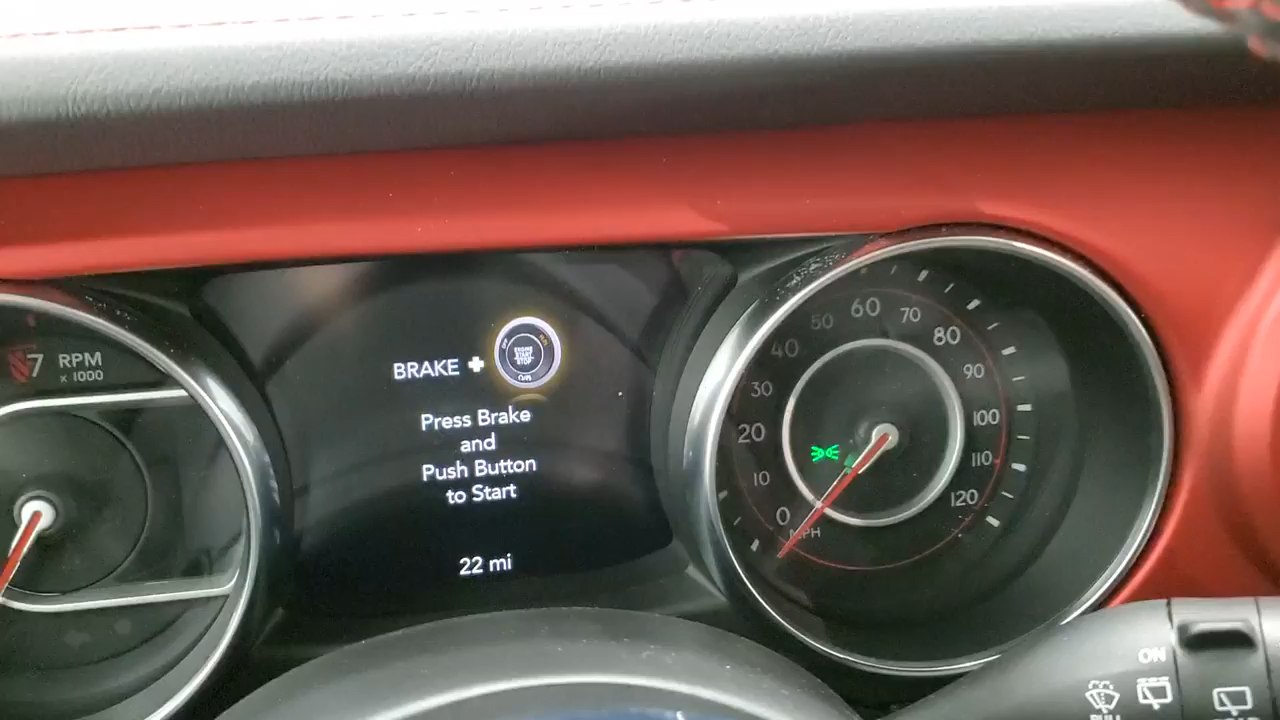 7 RPM
x 1000
BRAKE +
ENGINE
START
STOP
Press Brake
and
Push Button
to Start
22 mi
0
10
20
30
40
50
60
70
80
90
100
110
120
MPH
ON